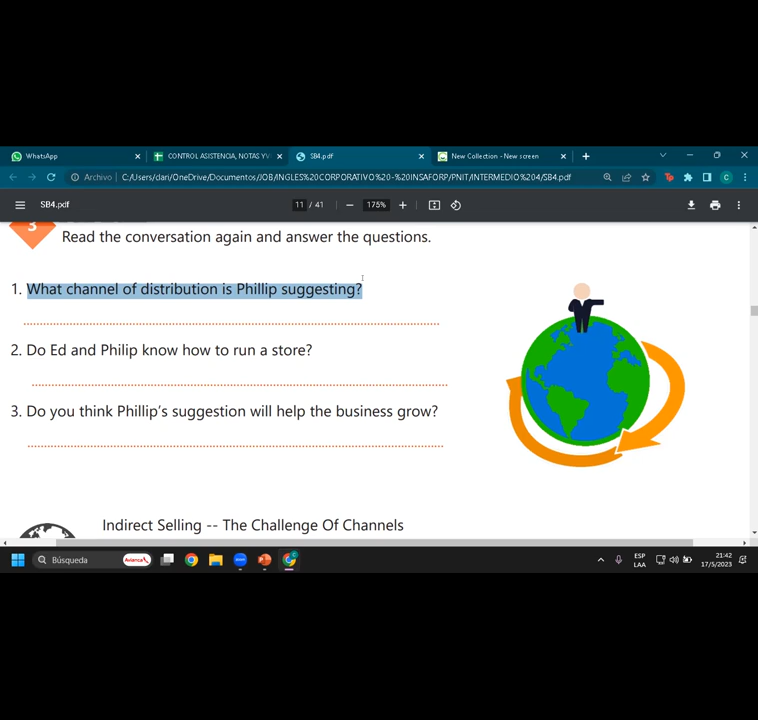 WhatsApp
CONTROL ASISTENCIA, NOTAS Y V
SB4.pdf
New Collection - New screen
Archivo
C:/Users/dari/OneDrive/Documentos/JOB/INGLES%20CORPORATIVO%20-%20INSAFORP/PNIT/INTERMEDIO%204/SB4.pdf
C
SB4.pdf
11 / 41
175%
3
Read the conversation again and answer the questions.
1. What channel of distribution is Phillip suggesting?
2. Do Ed and Philip know how to run a store?
3. Do you think Phillip's suggestion will help the business grow?
Indirect Selling -- The Challenge Of Channels
Búsqueda
ESP
LAA
21:42
17/5/2023